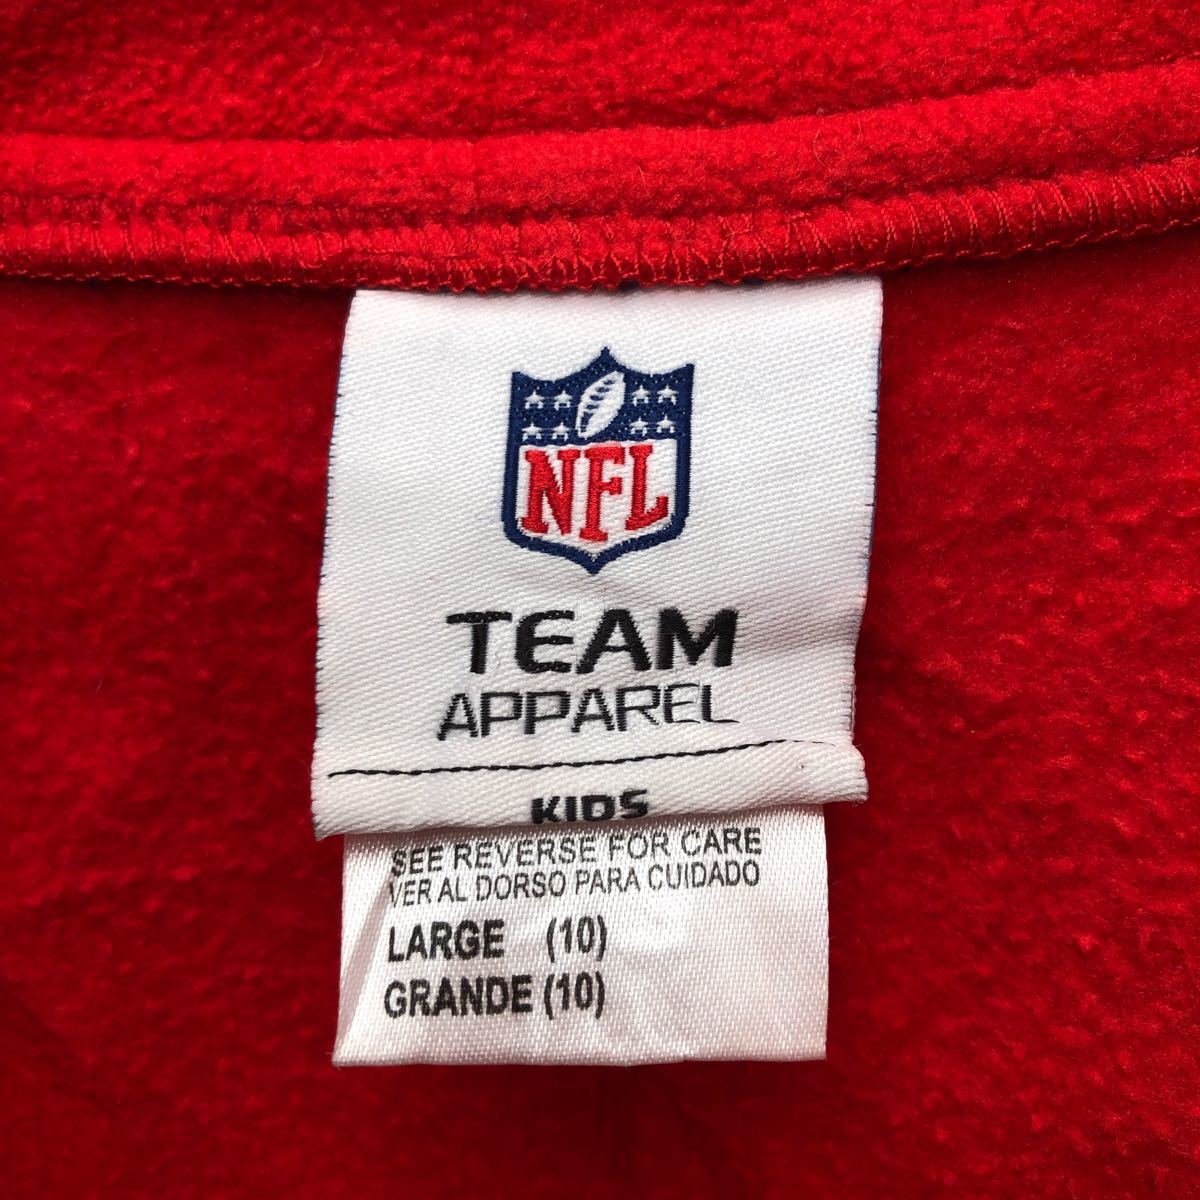 NFL
TEAM
APPAREL
KIDS
SEE REVERSE FOR CARE
VER AL DORSO PARA CUIDADO
LARGE (10)
GRANDE (10)